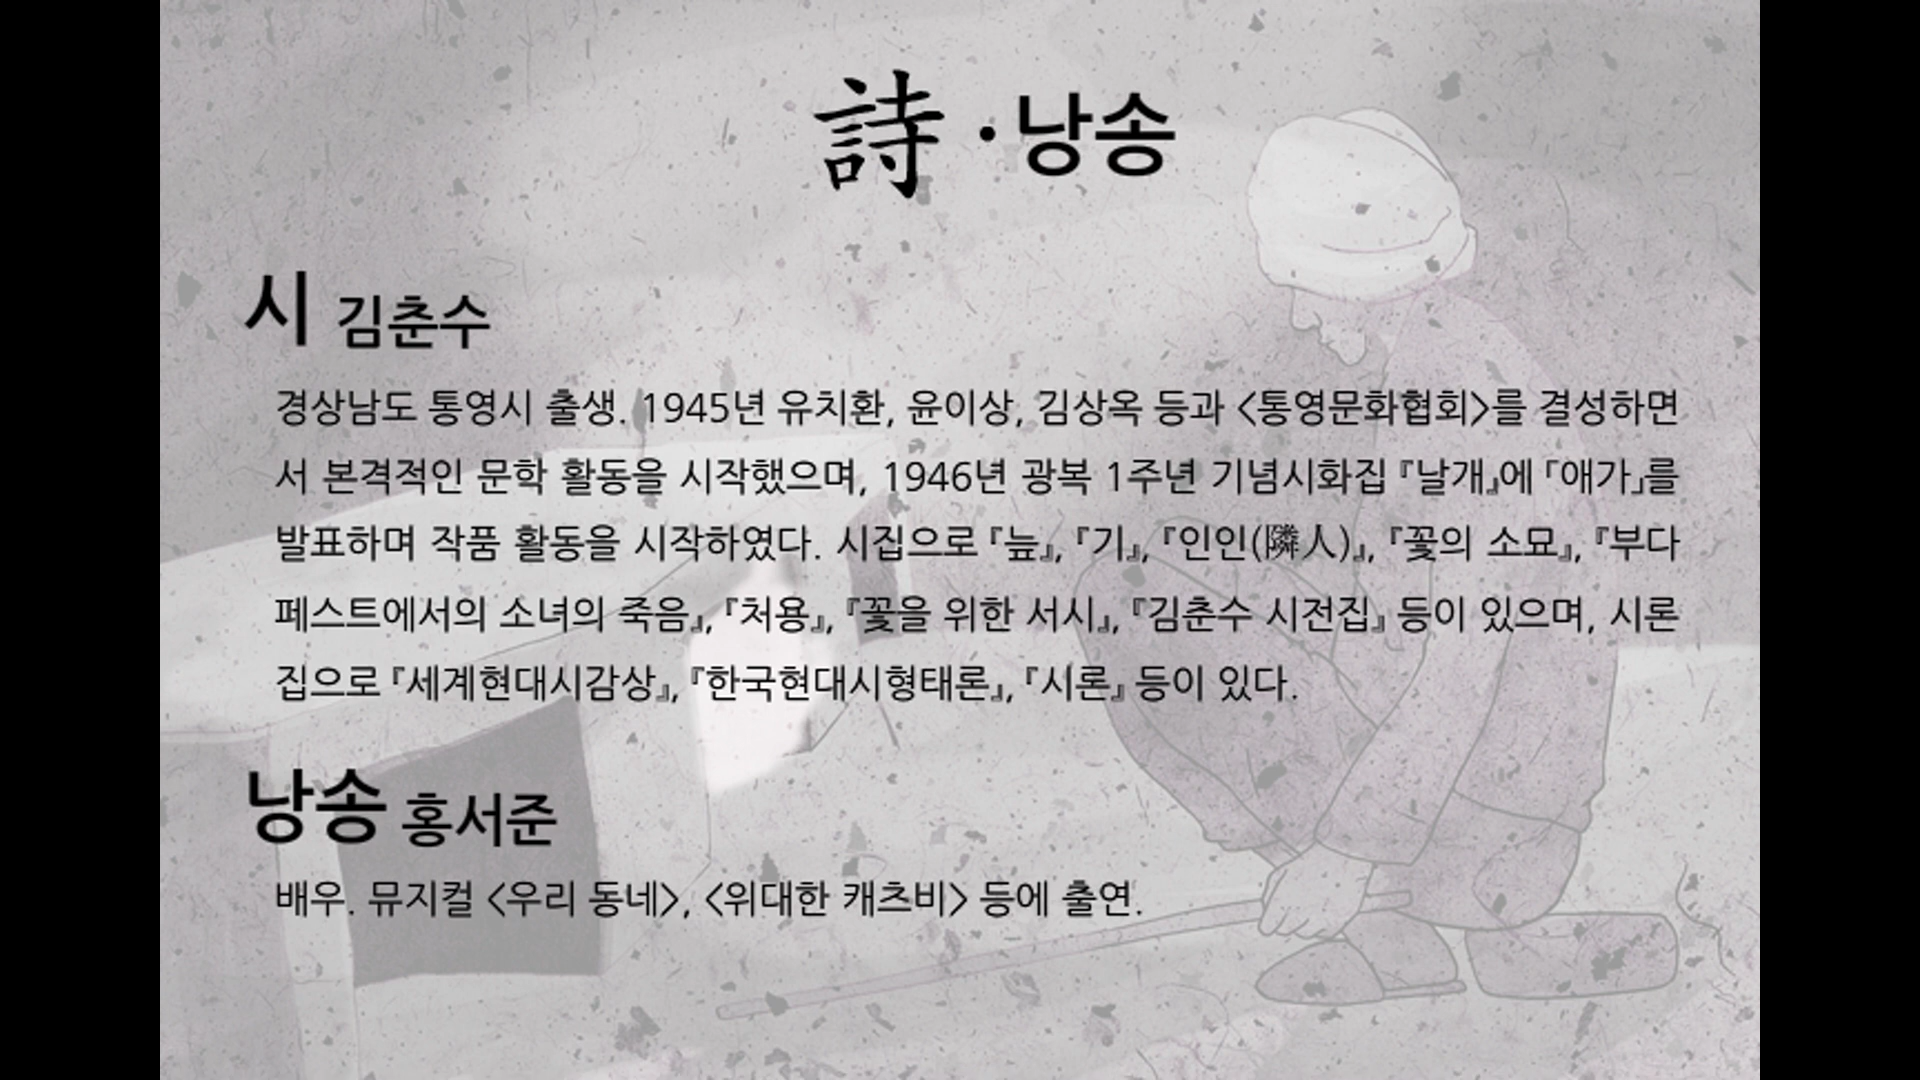 詩 · 낭송
시 김춘수
경상남도 통영시 출생. 1945년 유치환, 윤이상, 김상옥 등과 <통영문화협회>를 결성하면
서 본격적인 문학 활동을 시작했으며, 1946년 광복 1주년 기념시화집 『날개』에 「애가」를
발표하며 작품 활동을 시작하였다. 시집으로 『늪』, 『기』, 『인인(隣人)』, 『꽃의 소묘』, 『부다
페스트에서의 소녀의 죽음』, 『처용』, 『꽃을 위한 서시』, 『김춘수 시전집』 등이 있으며, 시론
집으로 『세계현대시감상』, 『한국현대시형태론』, 『시론』 등이 있다.
낭송 홍서준
배우. 뮤지컬 <우리 동네>, <위대한 캐츠비> 등에 출연.